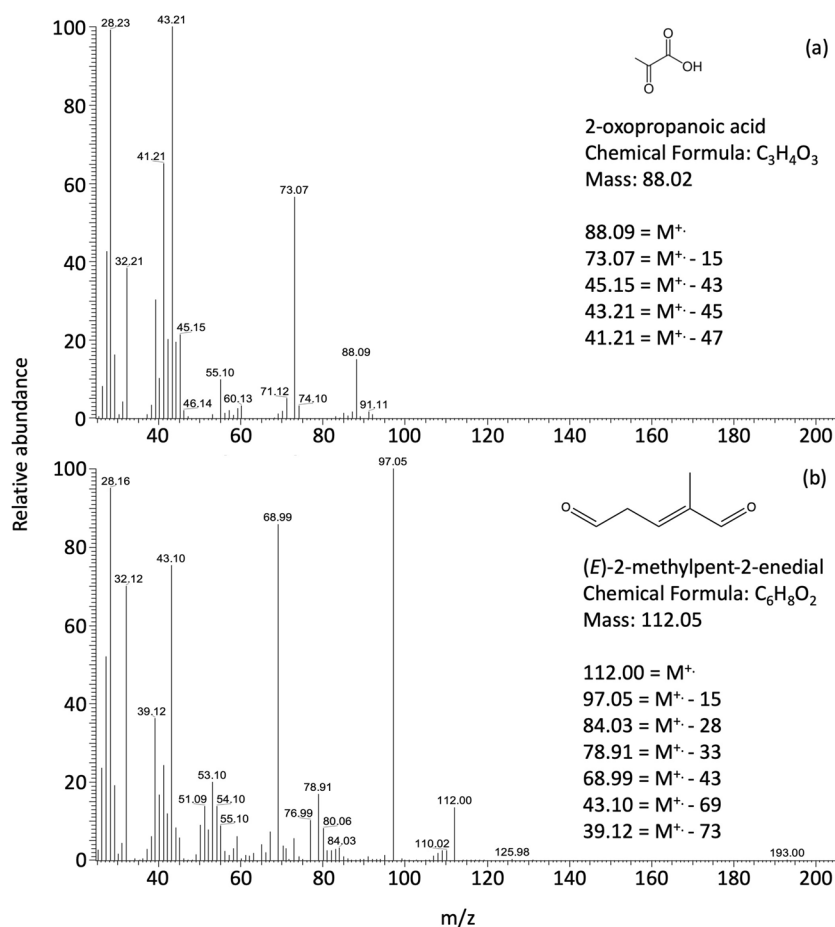 100
80
60
40
20
0
28.23
43.21
41.21
32.21
45.15
46.14
55.10
60.13
71.12
73.07
74.10
88.09
91.11
40
60
80
100
120
140
160
180
200
O
OH
O
(a)
2-oxopropanoic acid
Chemical Formula: C₃H₄O₃
Mass: 88.02
88.09 = M⁺·
73.07 = M⁺· - 15
45.15 = M⁺· - 43
43.21 = M⁺· - 45
41.21 = M⁺· - 47
Relative abundance
100
80
60
40
20
0
28.16
32.12
39.12
43.10
51.09
53.10
54.10
55.10
68.99
76.99
78.91
80.06
84.03
97.05
110.02
112.00
125.98
193.00
40
60
80
100
120
140
160
180
200
(b)
O
O
(E)-2-methylpent-2-enedial
Chemical Formula: C₆H₈O₂
Mass: 112.05
112.00 = M⁺·
97.05 = M⁺· - 15
84.03 = M⁺· - 28
78.91 = M⁺· - 33
68.99 = M⁺· - 43
43.10 = M⁺· - 69
39.12 = M⁺· - 73
m/z